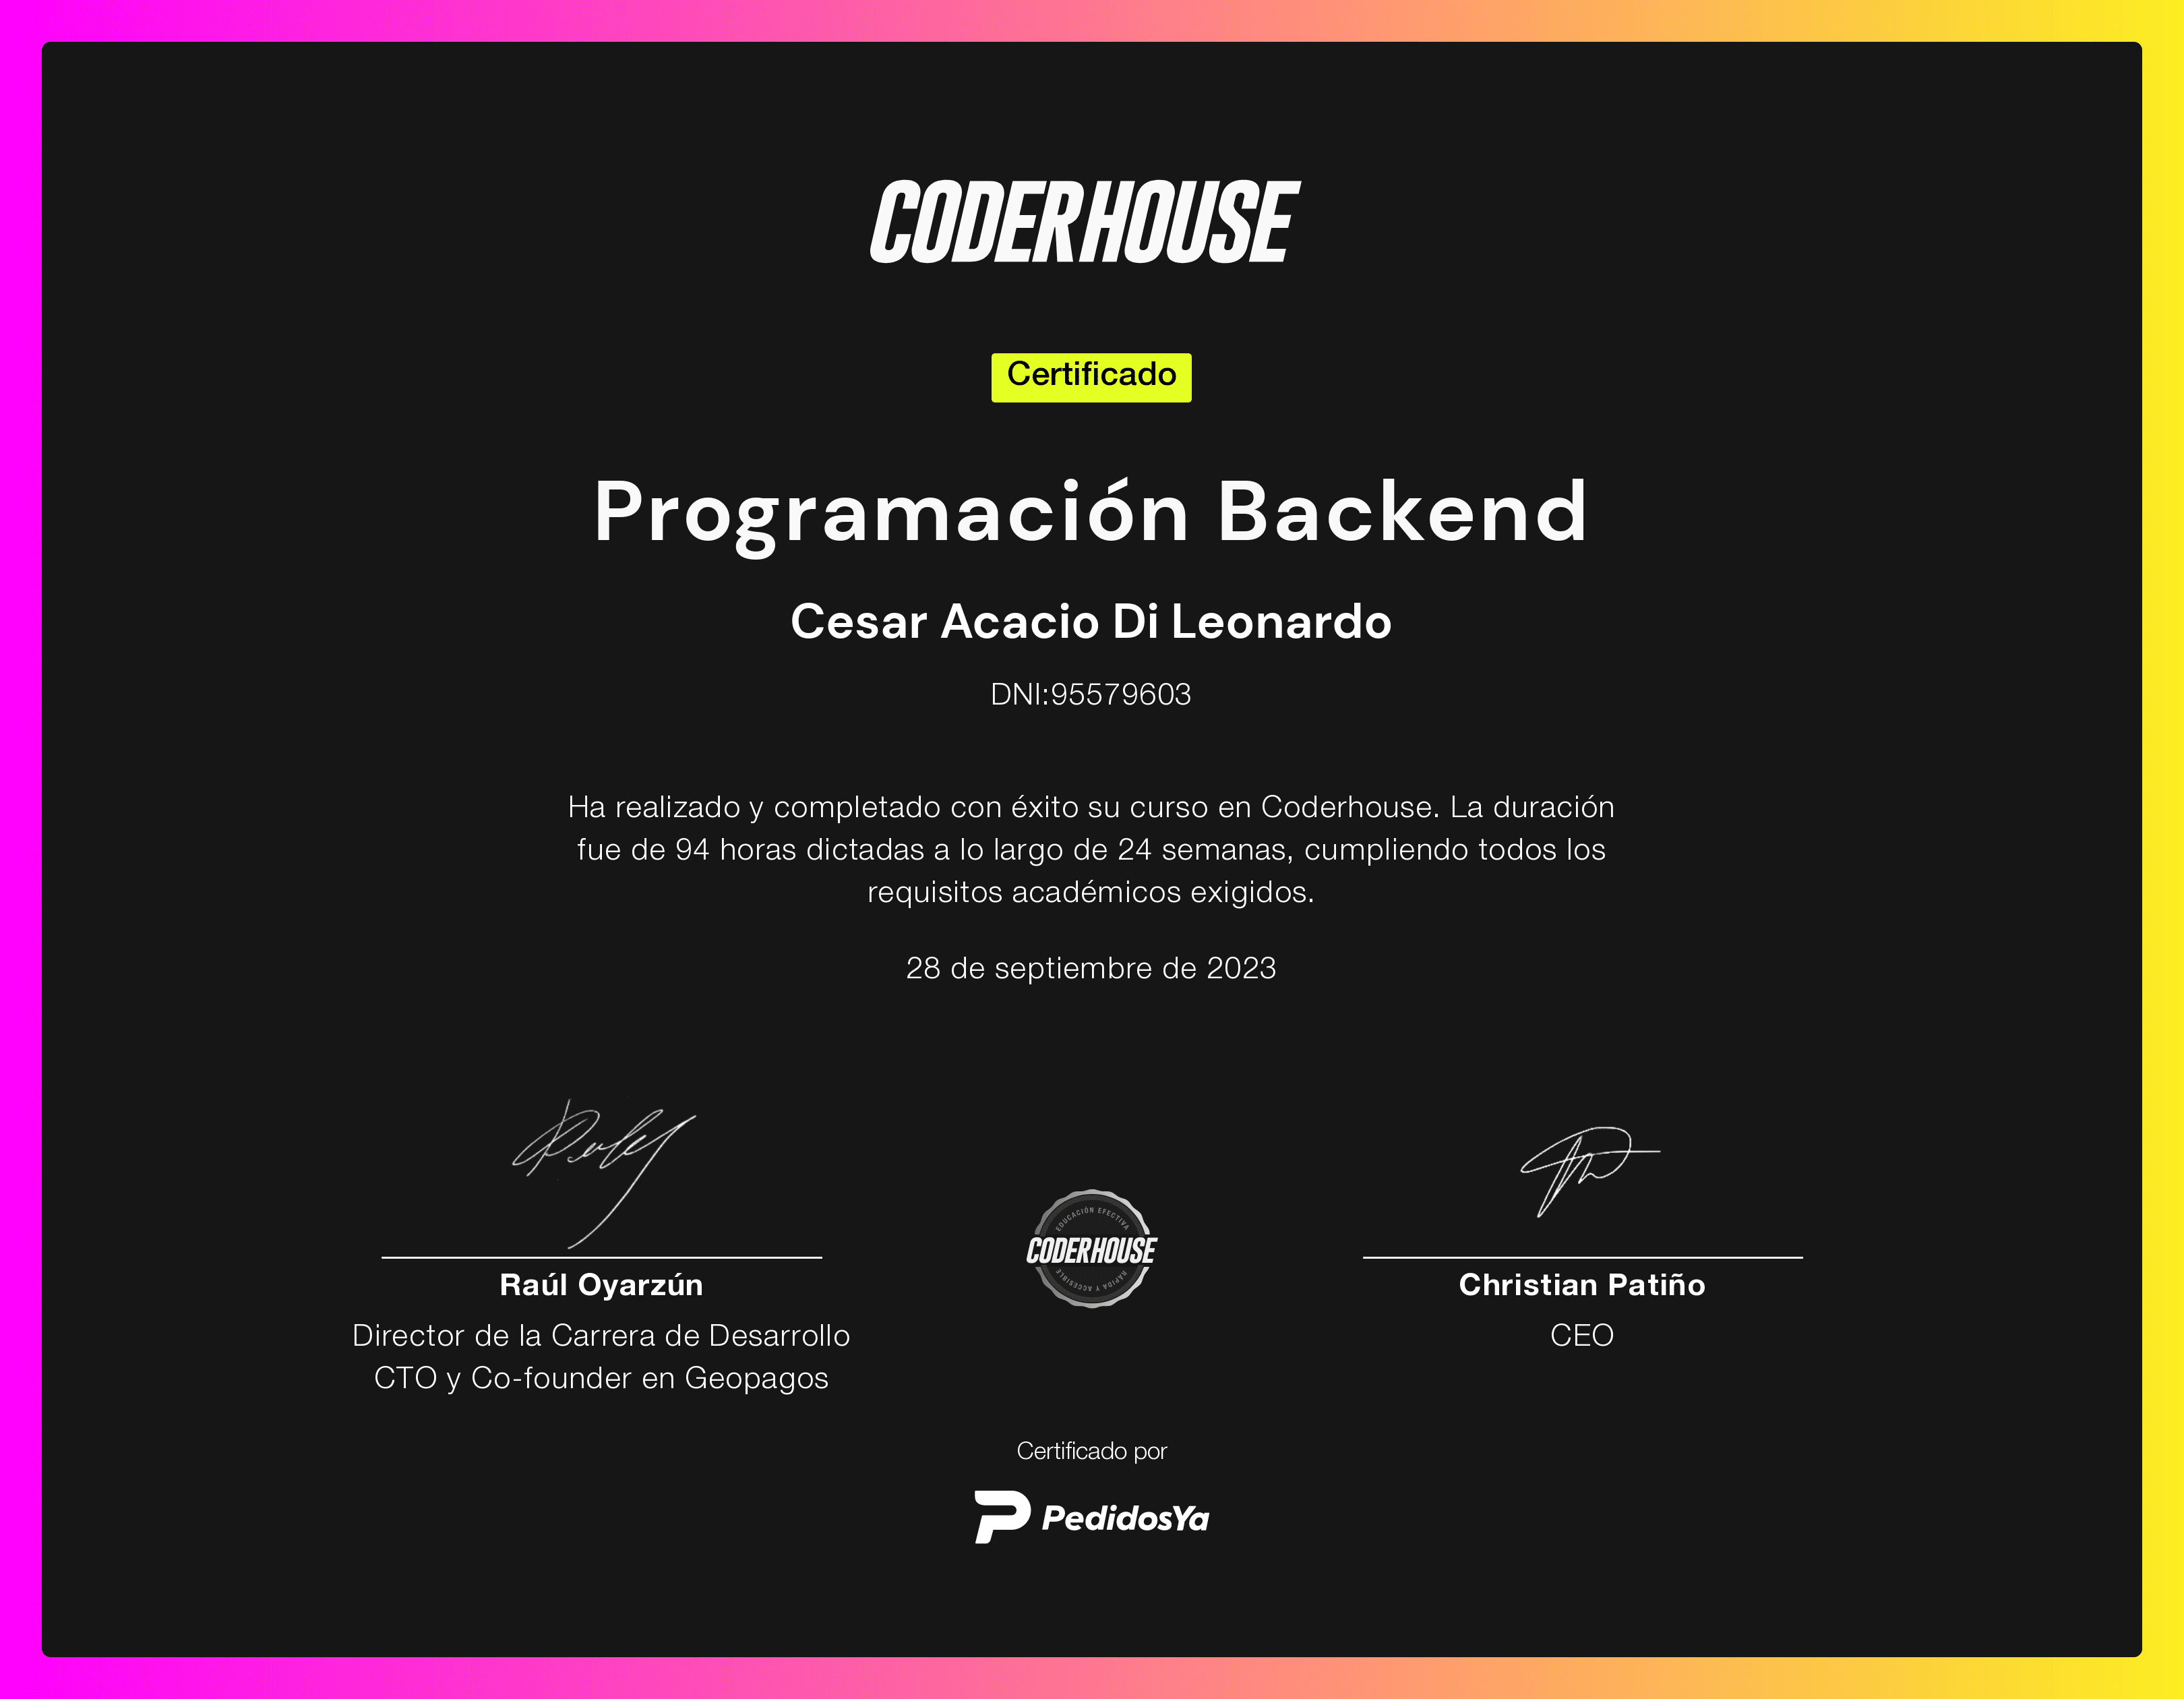 CODERHOUSE
Certificado
Programación Backend
Cesar Acacio Di Leonardo
DNI:95579603
Ha realizado y completado con éxito su curso en Coderhouse. La duración
fue de 94 horas dictadas a lo largo de 24 semanas, cumpliendo todos los
requisitos académicos exigidos.
28 de septiembre de 2023
Raúl Oyarzún
Director de la Carrera de Desarrollo
CTO y Co-founder en Geopagos
EDUCACIÓN EFECTIVA
CODERHOUSE
RÁPIDA Y ACCESIBLE
Christian Patiño
CEO
Certificado por
PedidosYa